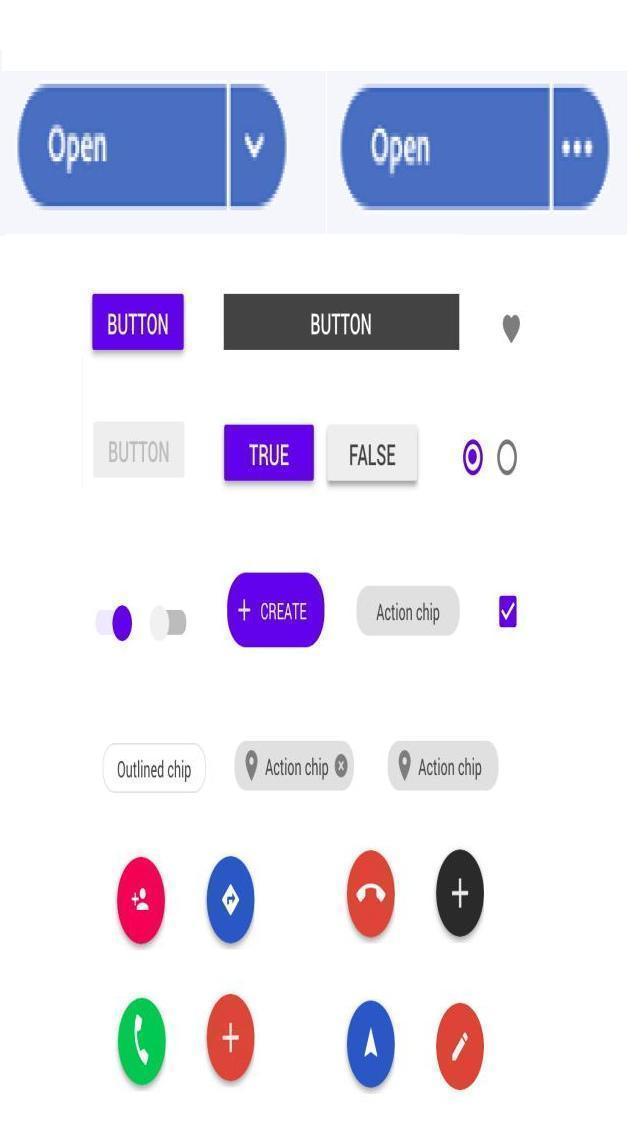 Open
Open
BUTTON
BUTTON
BUTTON
TRUE
FALSE
CREATE
Action chip
Outlined chip
Action chip
Action chip